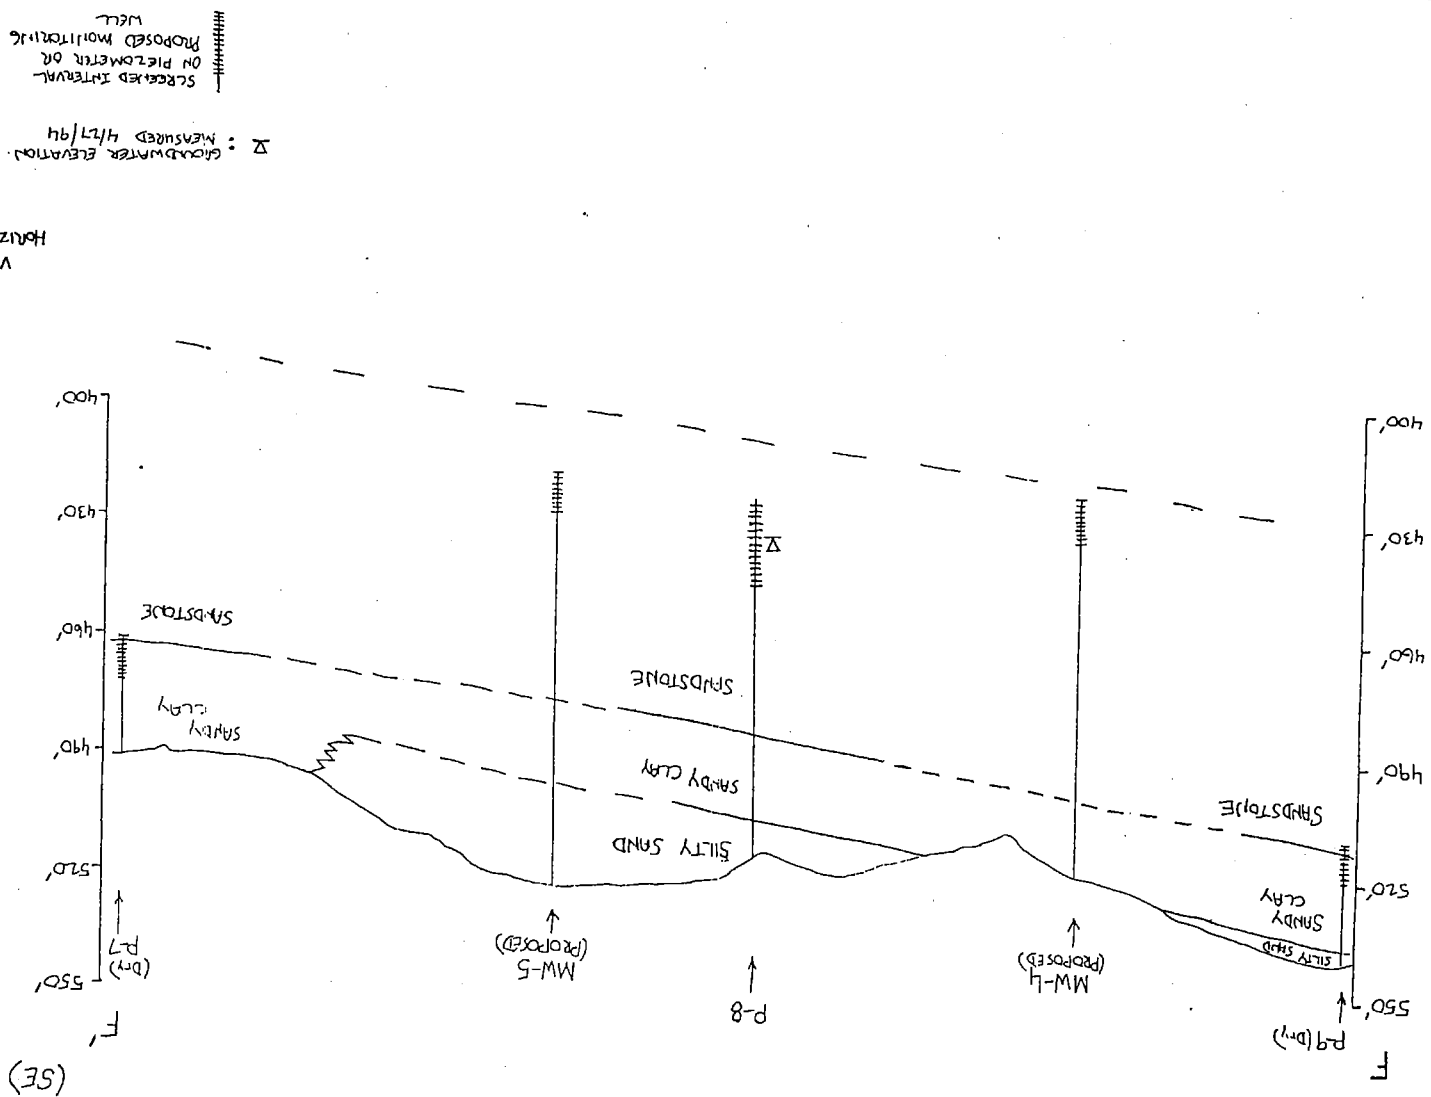 (SE)
F
F'
P-9 (Dry)
MW-4
(PROPOSED)
P-8
MW-5
(PROPOSED)
P-7
(Dry)
550'
520'
490'
460'
430'
400'
550'
520'
490'
460'
430'
400'
SILTY SAND
SANDY
CLAY
SANDSTONE
SILTY SAND
SANDY CLAY
SANDSTONE
SANDY
CLAY
SANDSTONE
V
HORIZ
GROUNDWATER ELEVATION
: MEASURED 4/27/94
SCREENED INTERVAL
ON PIEZOMETER OR
PROPOSED MONITORING
WELL